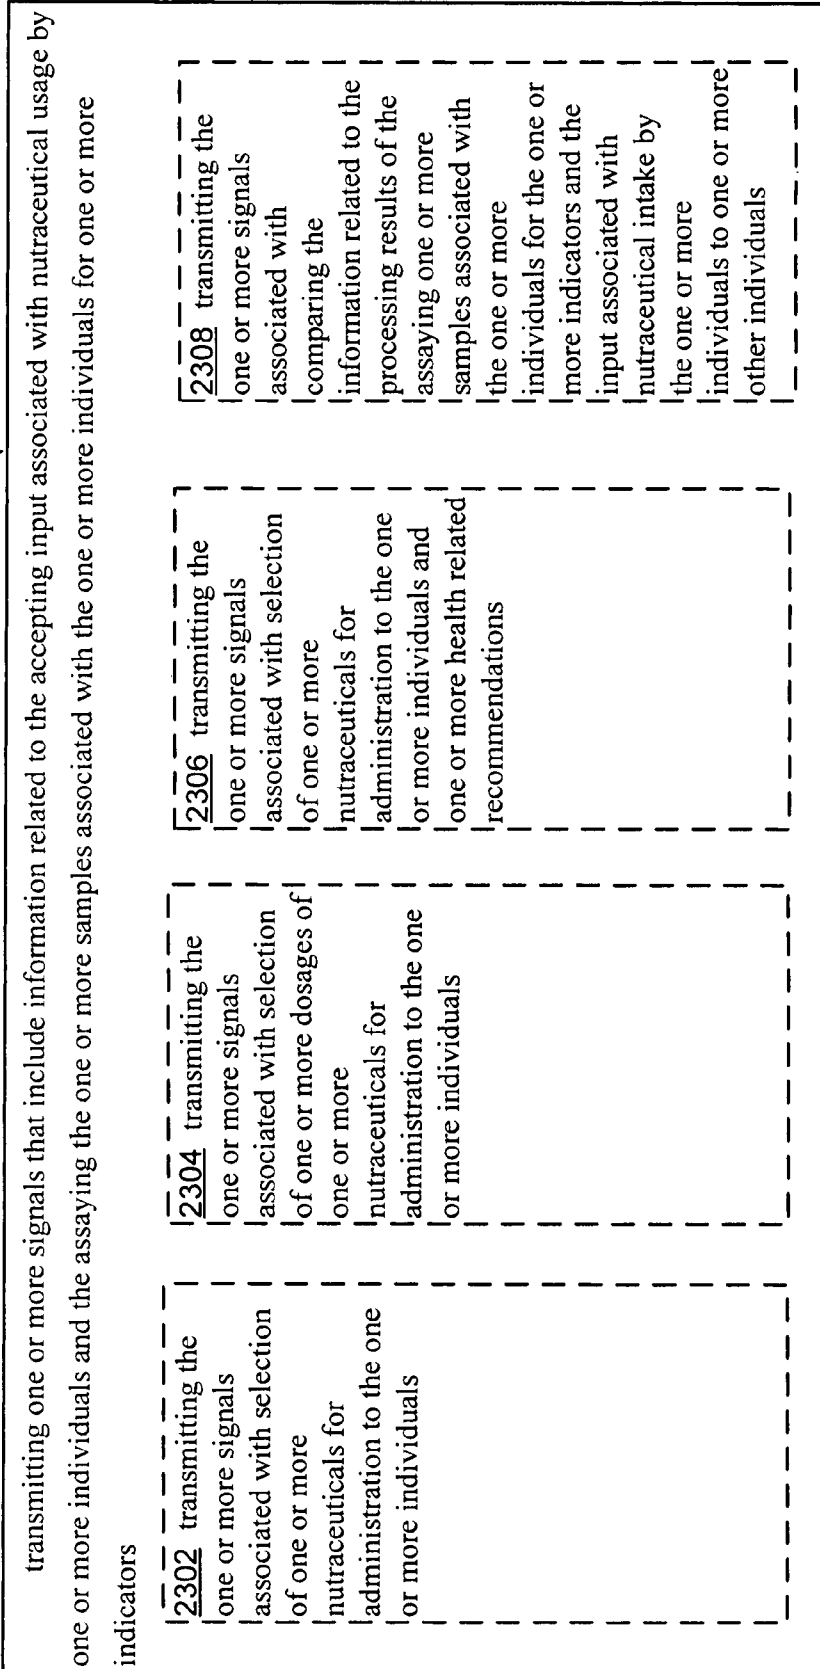 transmitting one or more signals that include information related to the accepting input associated with nutraceutical usage by
one or more individuals and the assaying the one or more samples associated with the one or more individuals for one or more
indicators
2302 transmitting the
one or more signals
associated with selection
of one or more
nutraceuticals for
administration to the one
or more individuals
2304 transmitting the
one or more signals
associated with selection
of one or more dosages of
one or more
nutraceuticals for
administration to the one
or more individuals
2306 transmitting the
one or more signals
associated with selection
of one or more
nutraceuticals for
administration to the one
or more individuals and
one or more health related
recommendations
2308 transmitting the
one or more signals
associated with
comparing the
information related to the
processing results of the
assaying one or more
samples associated with
the one or more
individuals for the one or
more indicators and the
input associated with
nutraceutical intake by
the one or more
individuals to one or more
other individuals